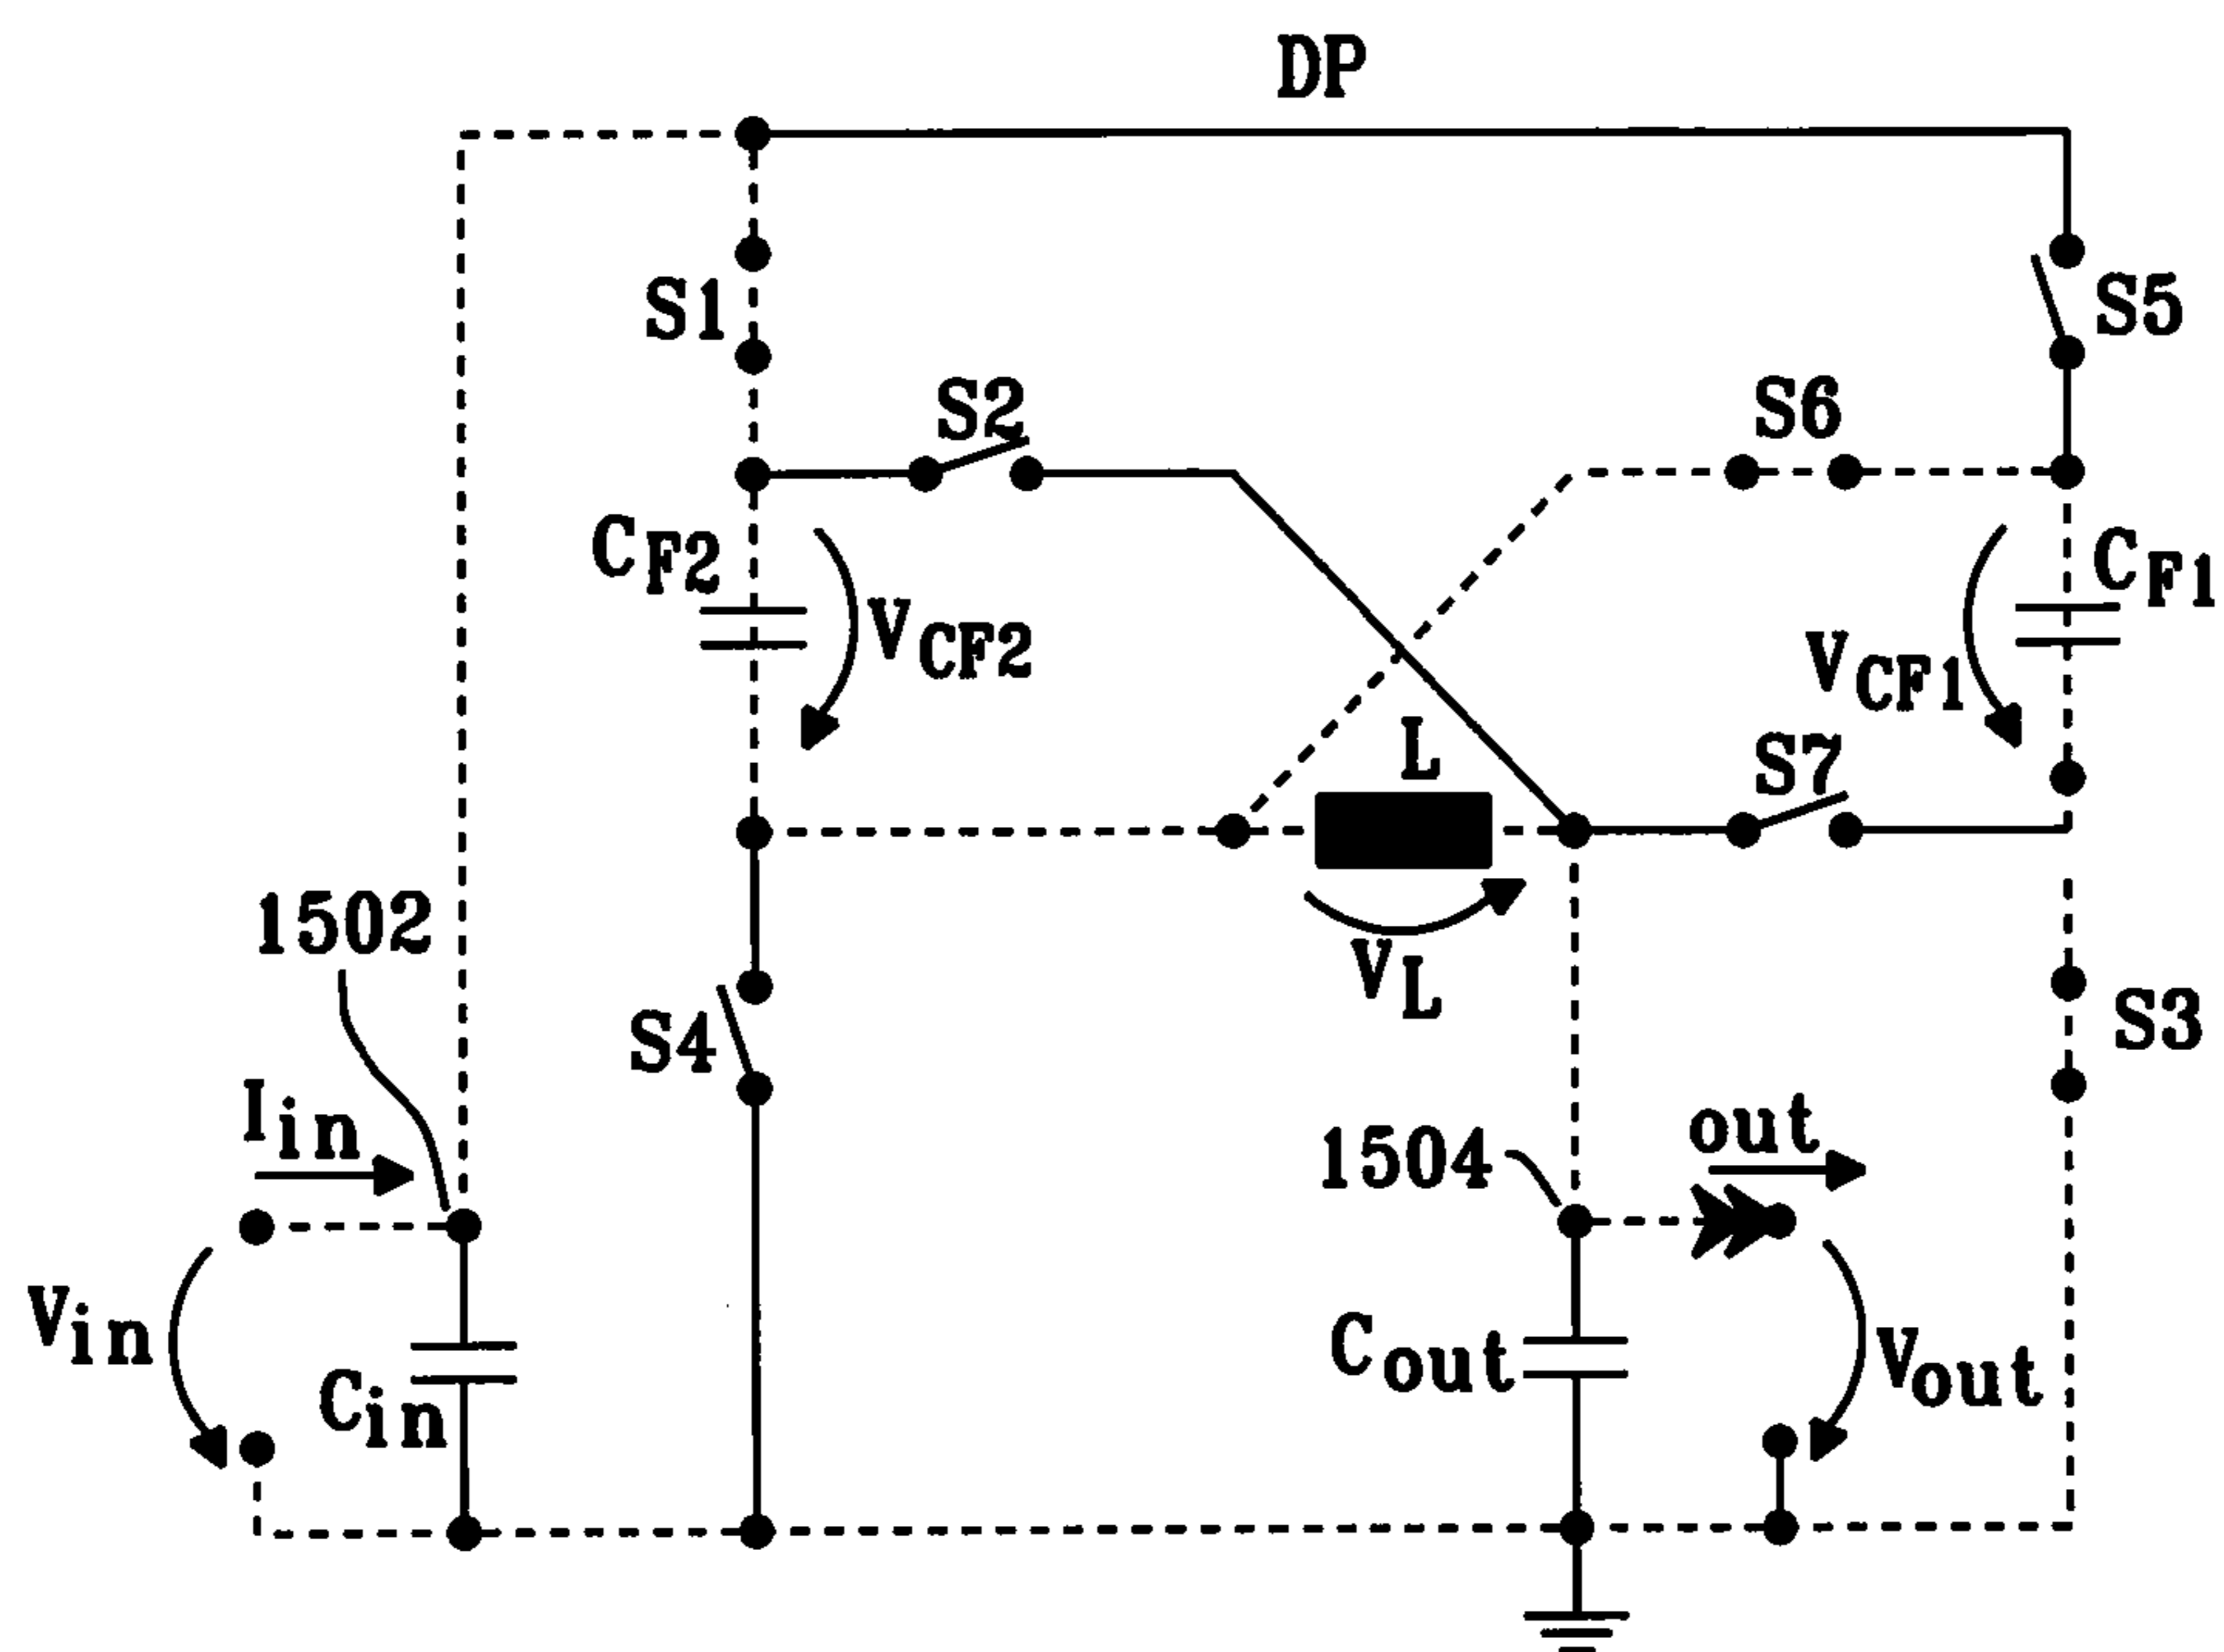 DP
S1
S5
S2
S6
CF2
VCF2
CF1
VCF1
L
S7
1502
VL
S4
S3
Iin
1504
out
Vin
Cin
Cout
Vout